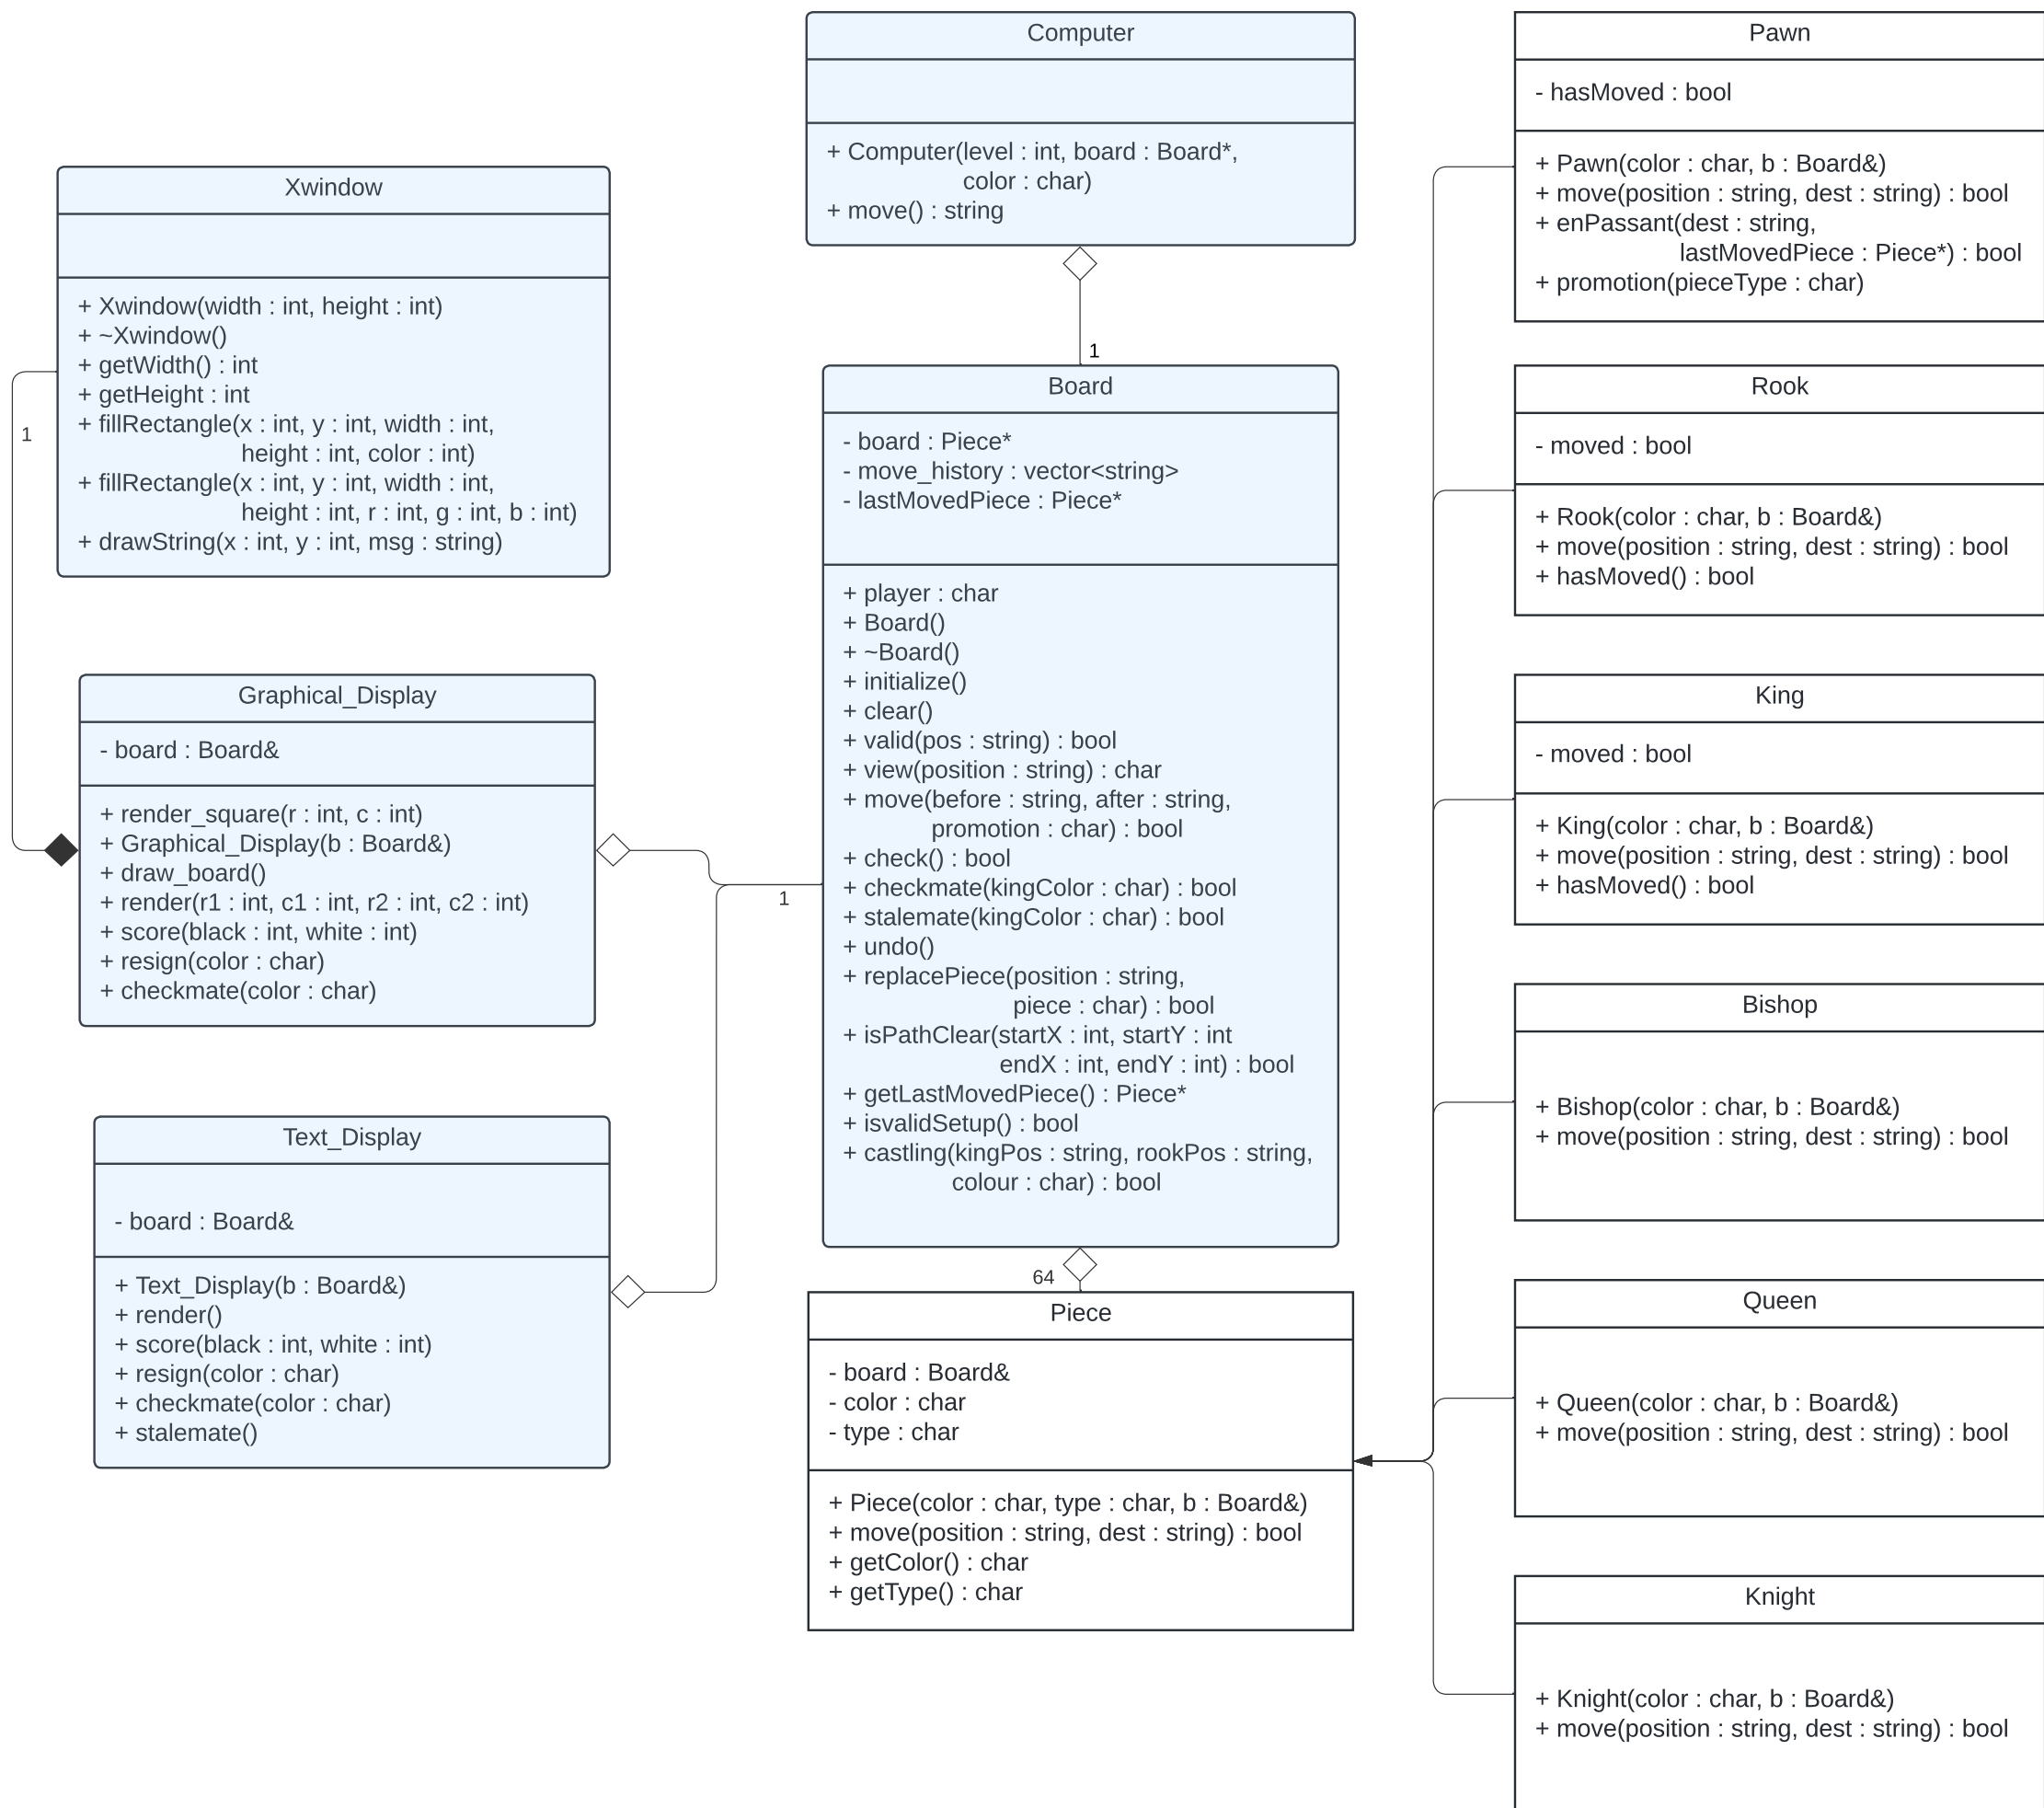 Computer
+ Computer(level : int, board : Board*,
color : char)
+ move() : string
Xwindow
+ Xwindow(width : int, height : int)
+ ~Xwindow()
+ getWidth() : int
+ getHeight : int
+ fillRectangle(x : int, y : int, width : int,
height : int, color : int)
+ fillRectangle(x : int, y : int, width : int,
height : int, r : int, g : int, b : int)
+ drawString(x : int, y : int, msg : string)
1
Graphical_Display
- board : Board&
+ render_square(r : int, c : int)
+ Graphical_Display(b : Board&)
+ draw_board()
+ render(r1 : int, c1 : int, r2 : int, c2 : int)
+ score(black : int, white : int)
+ resign(color : char)
+ checkmate(color : char)
1
Text_Display
- board : Board&
+ Text_Display(b : Board&)
+ render()
+ score(black : int, white : int)
+ resign(color : char)
+ checkmate(color : char)
+ stalemate()
1
Board
- board : Piece*
- move_history : vector<string>
- lastMovedPiece : Piece*
+ player : char
+ Board()
+ ~Board()
+ initialize()
+ clear()
+ valid(pos : string) : bool
+ view(position : string) : char
+ move(before : string, after : string,
promotion : char) : bool
+ check() : bool
+ checkmate(kingColor : char) : bool
+ stalemate(kingColor : char) : bool
+ undo()
+ replacePiece(position : string,
piece : char) : bool
+ isPathClear(startX : int, startY : int
endX : int, endY : int) : bool
+ getLastMovedPiece() : Piece*
+ isvalidSetup() : bool
+ castling(kingPos : string, rookPos : string,
colour : char) : bool
64
Piece
- board : Board&
- color : char
- type : char
+ Piece(color : char, type : char, b : Board&)
+ move(position : string, dest : string) : bool
+ getColor() : char
+ getType() : char
Pawn
- hasMoved : bool
+ Pawn(color : char, b : Board&)
+ move(position : string, dest : string) : bool
+ enPassant(dest : string,
lastMovedPiece : Piece*) : bool
+ promotion(pieceType : char)
Rook
- moved : bool
+ Rook(color : char, b : Board&)
+ move(position : string, dest : string) : bool
+ hasMoved() : bool
King
- moved : bool
+ King(color : char, b : Board&)
+ move(position : string, dest : string) : bool
+ hasMoved() : bool
Bishop
+ Bishop(color : char, b : Board&)
+ move(position : string, dest : string) : bool
Queen
+ Queen(color : char, b : Board&)
+ move(position : string, dest : string) : bool
Knight
+ Knight(color : char, b : Board&)
+ move(position : string, dest : string) : bool